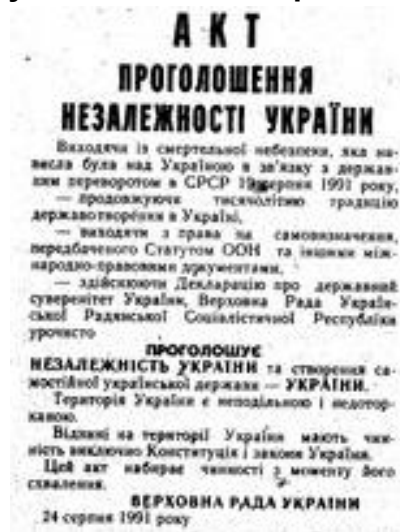 АКТ
ПРОГОЛОШЕННЯ
НЕЗАЛЕЖНОСТІ УКРАЇНИ
Виходячи із смертельної небезпеки, яка на-
висла була над Україною в зв'язку з держав-
ним переворотом в СРСР 19 серпня 1991 року,
— продовжуючи тисячолітню традицію
державотворення в Україні,
— виходячи з права на самовизначення,
передбаченого Статутом ООН та іншими між-
народно-правовими документами,
— здійснюючи Декларацію про державний
суверенітет України, Верховна Рада Україн-
ської Радянської Соціалістичної Республіки
урочисто
ПРОГОЛОШУЄ
НЕЗАЛЕЖНІСТЬ УКРАЇНИ та створення са-
мостійної української держави — УКРАЇНИ.
Територія України є неподільною і недотор-
каною.
Віднині на території України мають чин-
ність виключно Конституція і закони України.
Цей акт набирає чинності з моменту його
схвалення.
ВЕРХОВНА РАДА УКРАЇНИ
24 серпня 1991 року